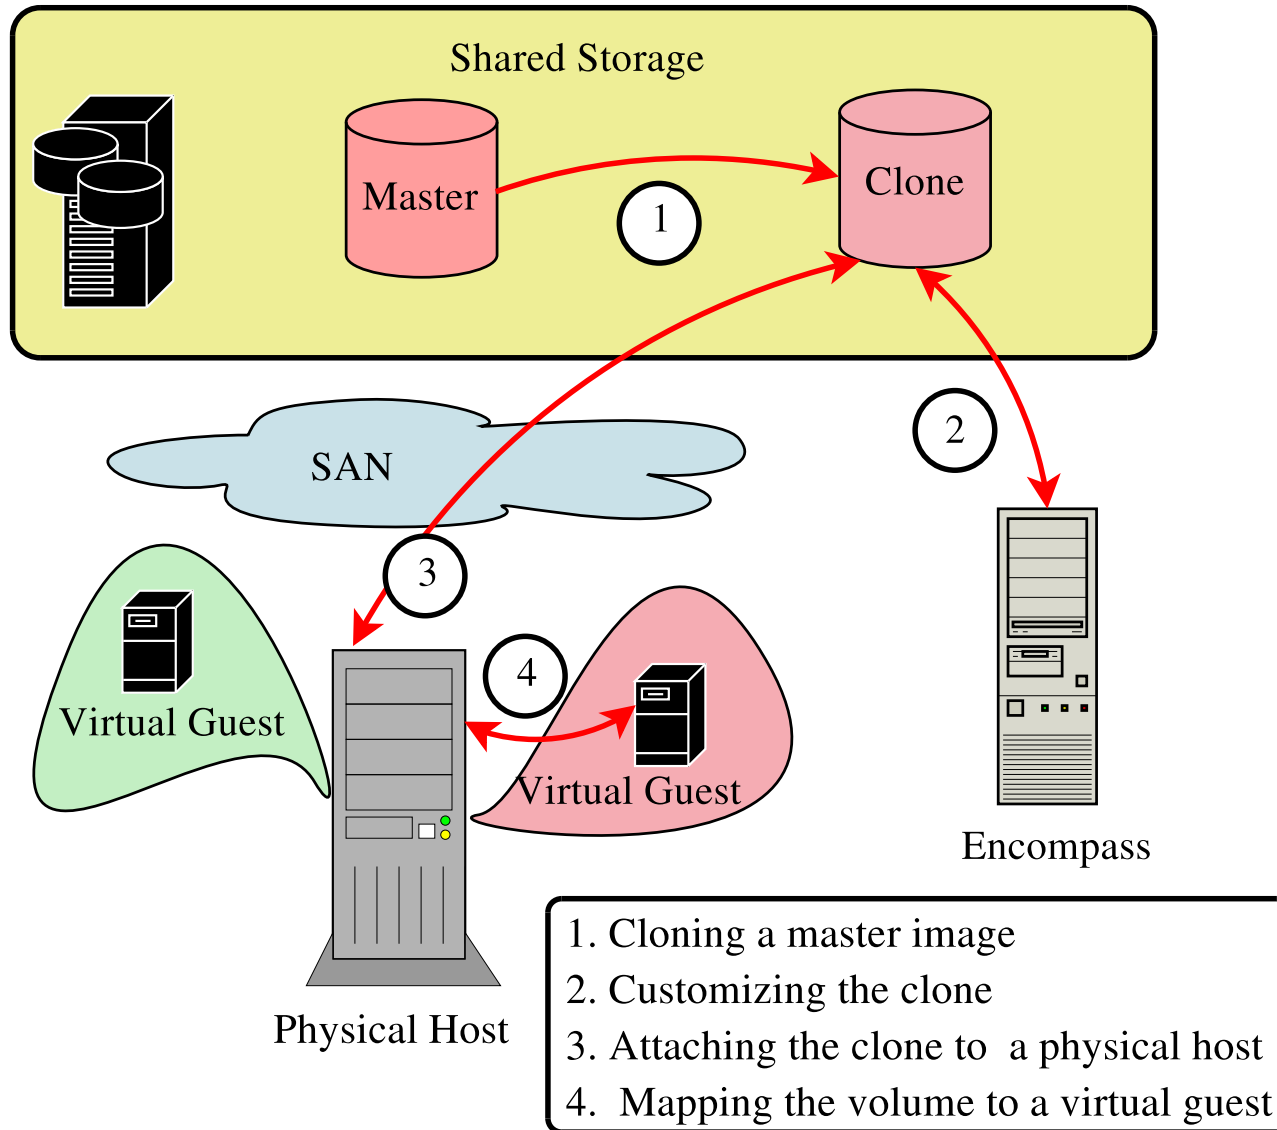 Shared Storage
Master
Clone
1
2
SAN
3
4
Virtual Guest
Virtual Guest
Encompass
Physical Host
1. Cloning a master image
2. Customizing the clone
3. Attaching the clone to  a physical host
4.  Mapping the volume to a virtual guest